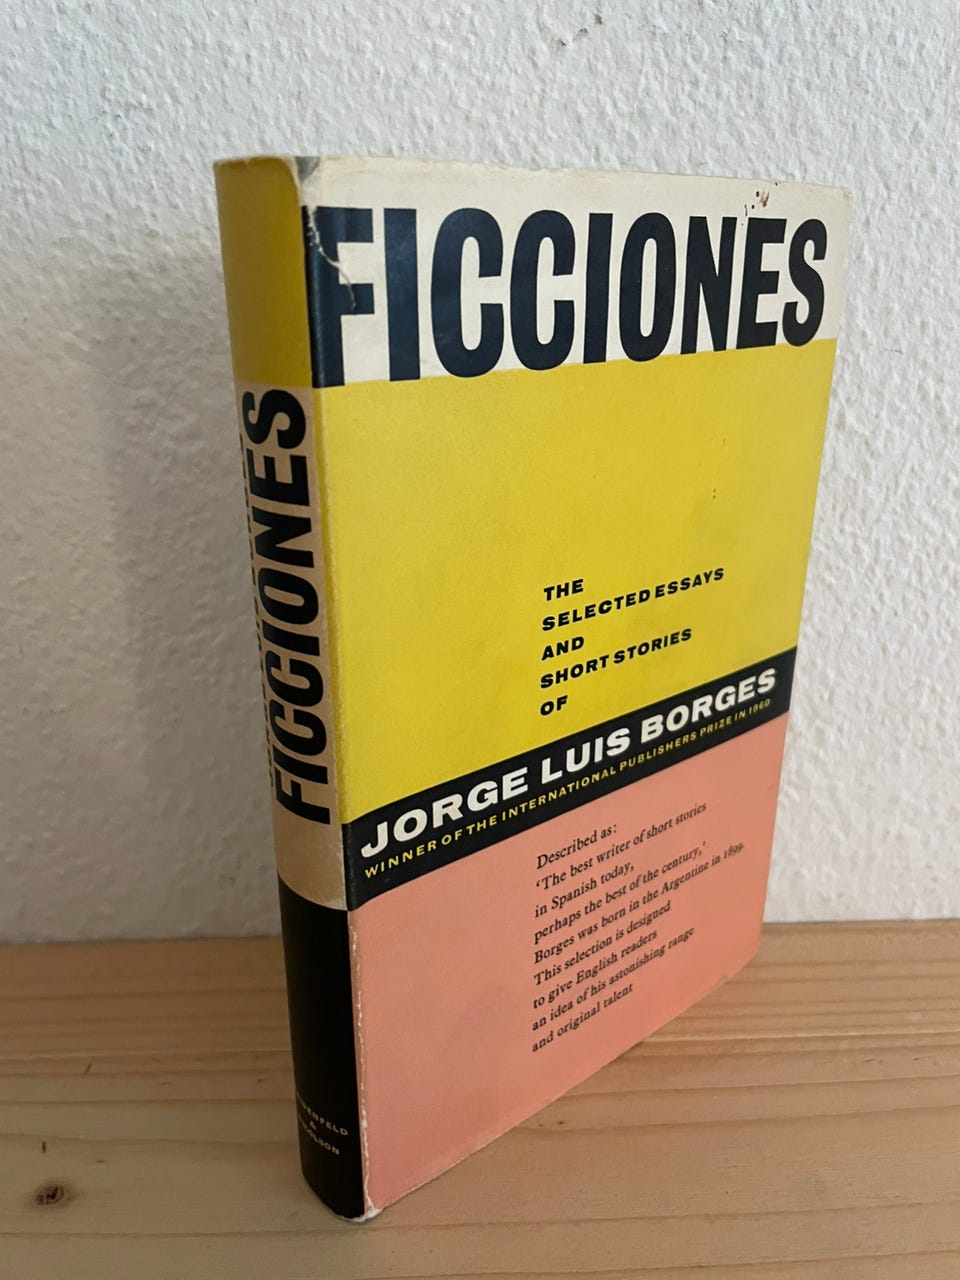 FICCIONES
THE
SELECTED ESSAYS
AND
SHORT STORIES
OF
JORGE LUIS BORGES
WINNER OF THE INTERNATIONAL PUBLISHERS PRIZE IN 1960
Described as:
‘The best writer of short stories
in Spanish today,
perhaps the best of the century,’
Borges was born in the Argentine in 1899.
This selection is designed
to give English readers
an idea of his astonishing range
and original talent
FICCIONES
&